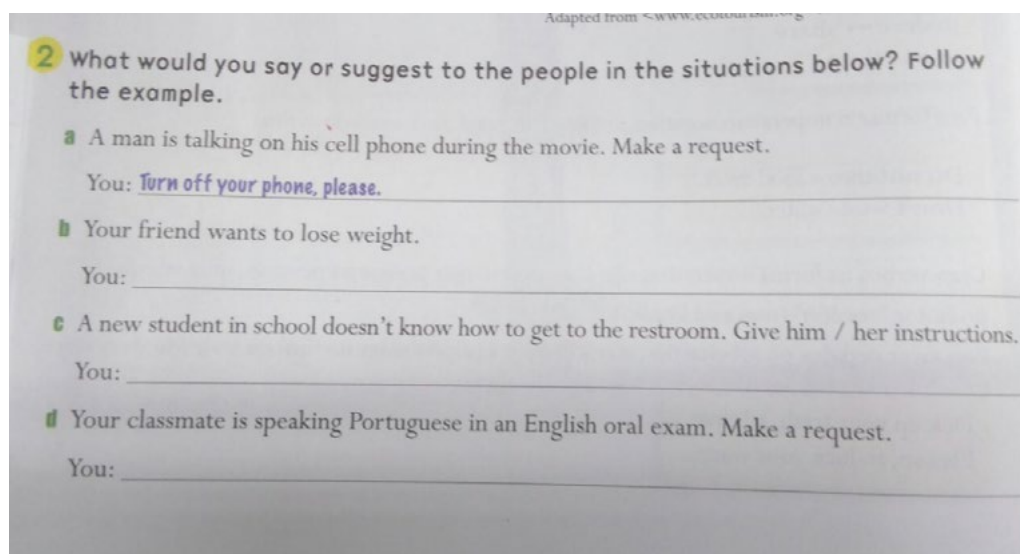 Adapted from
2 What would you say or suggest to the people in the situations below? Follow
the example.
a A man is talking on his cell phone during the movie. Make a request.
You: Turn off your phone, please.
b Your friend wants to lose weight.
You:
c A new student in school doesn't know how to get to the restroom. Give him / her instructions.
You:
d Your classmate is speaking Portuguese in an English oral exam. Make a request.
You: